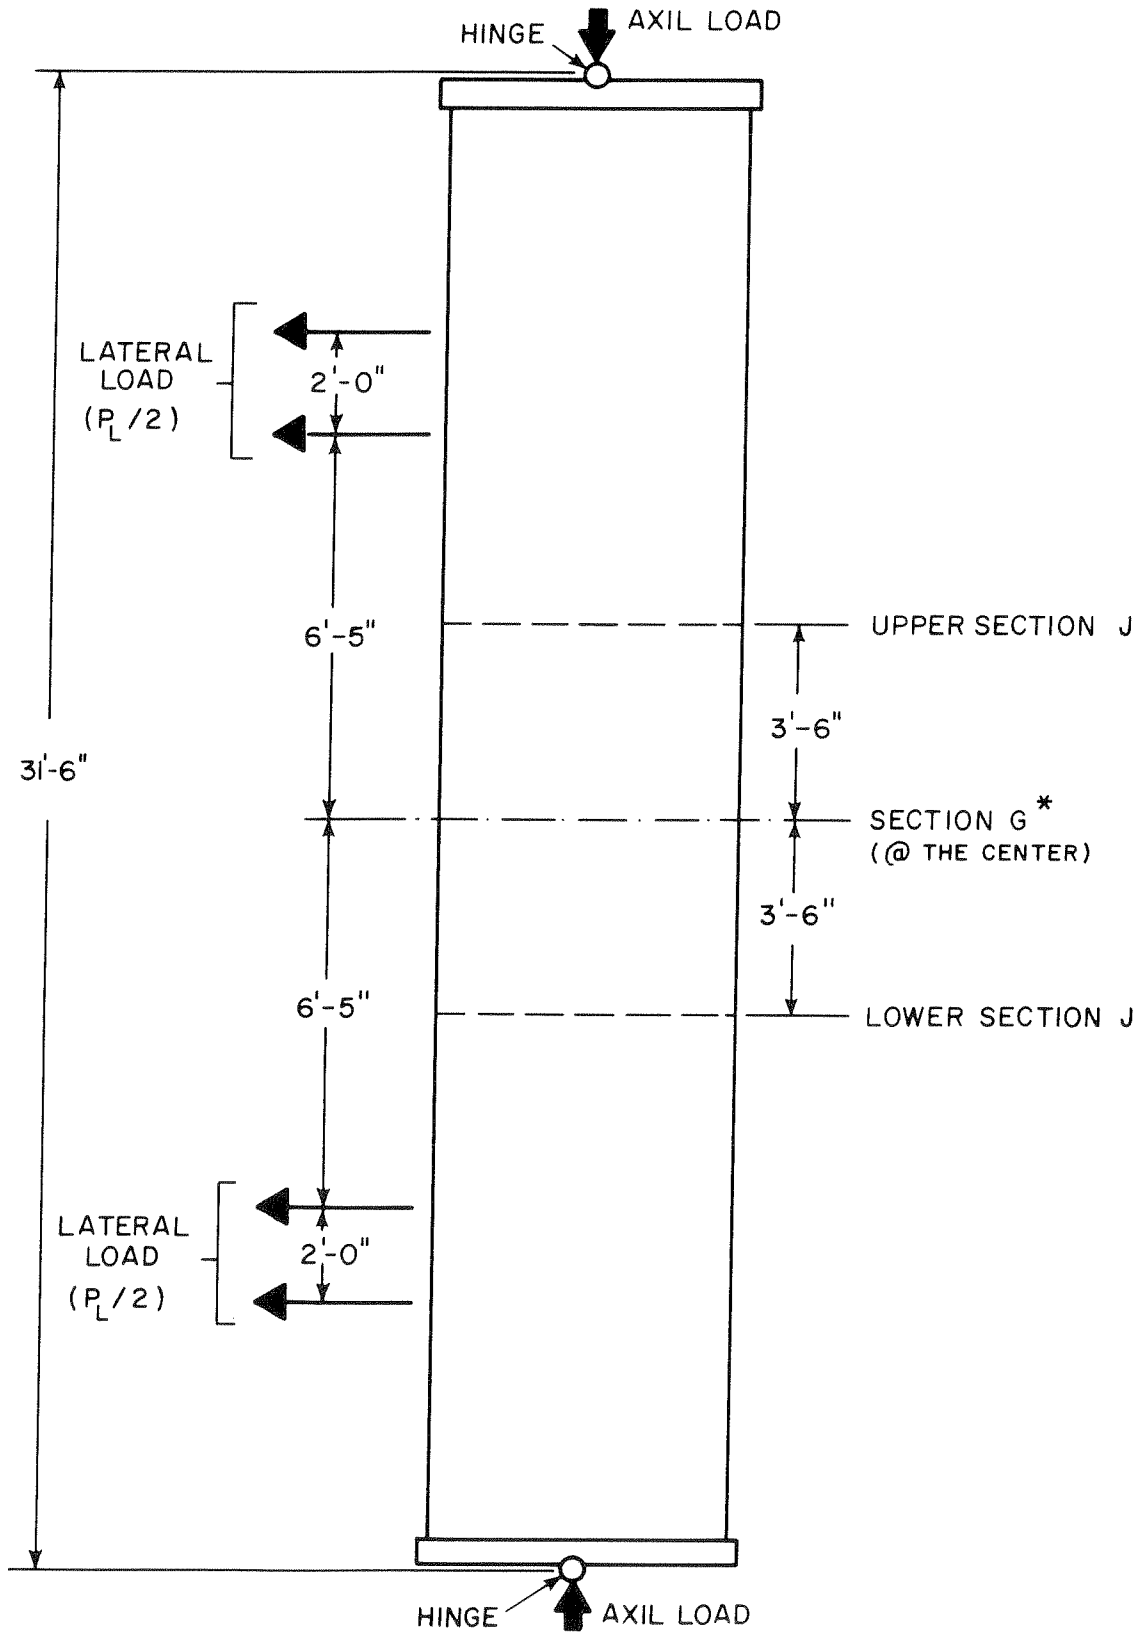 AXIL LOAD
HINGE
LATERAL
LOAD
(P_L/2)
2'-0"
6'-5"
UPPER SECTION J
3'-6"
31'-6"
SECTION G*
(@ THE CENTER)
3'-6"
6'-5"
LOWER SECTION J
LATERAL
LOAD
(P_L/2)
2'-0"
HINGE
AXIL LOAD